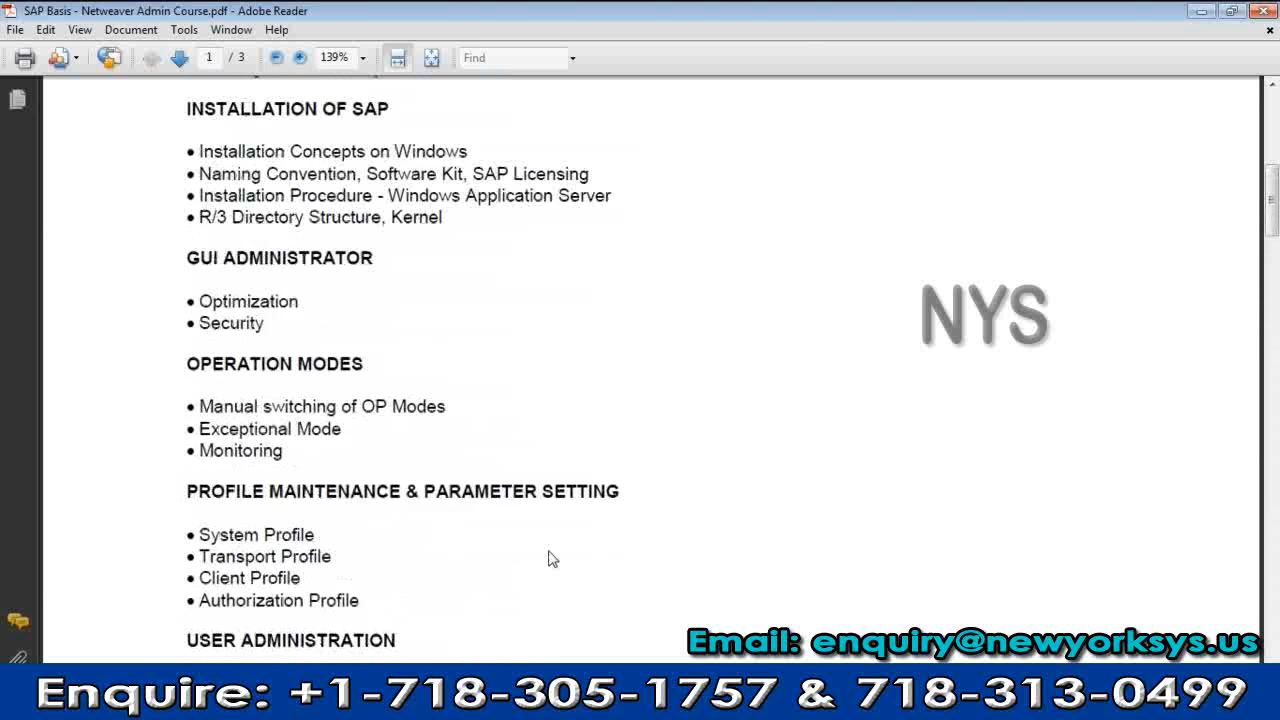 SAP Basis - Netweaver Admin Course.pdf - Adobe Reader
File Edit View Document Tools Window Help
1 / 3 139% Find
INSTALLATION OF SAP
• Installation Concepts on Windows
• Naming Convention, Software Kit, SAP Licensing
• Installation Procedure - Windows Application Server
• R/3 Directory Structure, Kernel
GUI ADMINISTRATOR
• Optimization
• Security
NYS
OPERATION MODES
• Manual switching of OP Modes
• Exceptional Mode
• Monitoring
PROFILE MAINTENANCE & PARAMETER SETTING
• System Profile
• Transport Profile
• Client Profile
• Authorization Profile
USER ADMINISTRATION
Email: enquiry@newyorksys.us
Enquire: +1-718-305-1757 & 718-313-0499